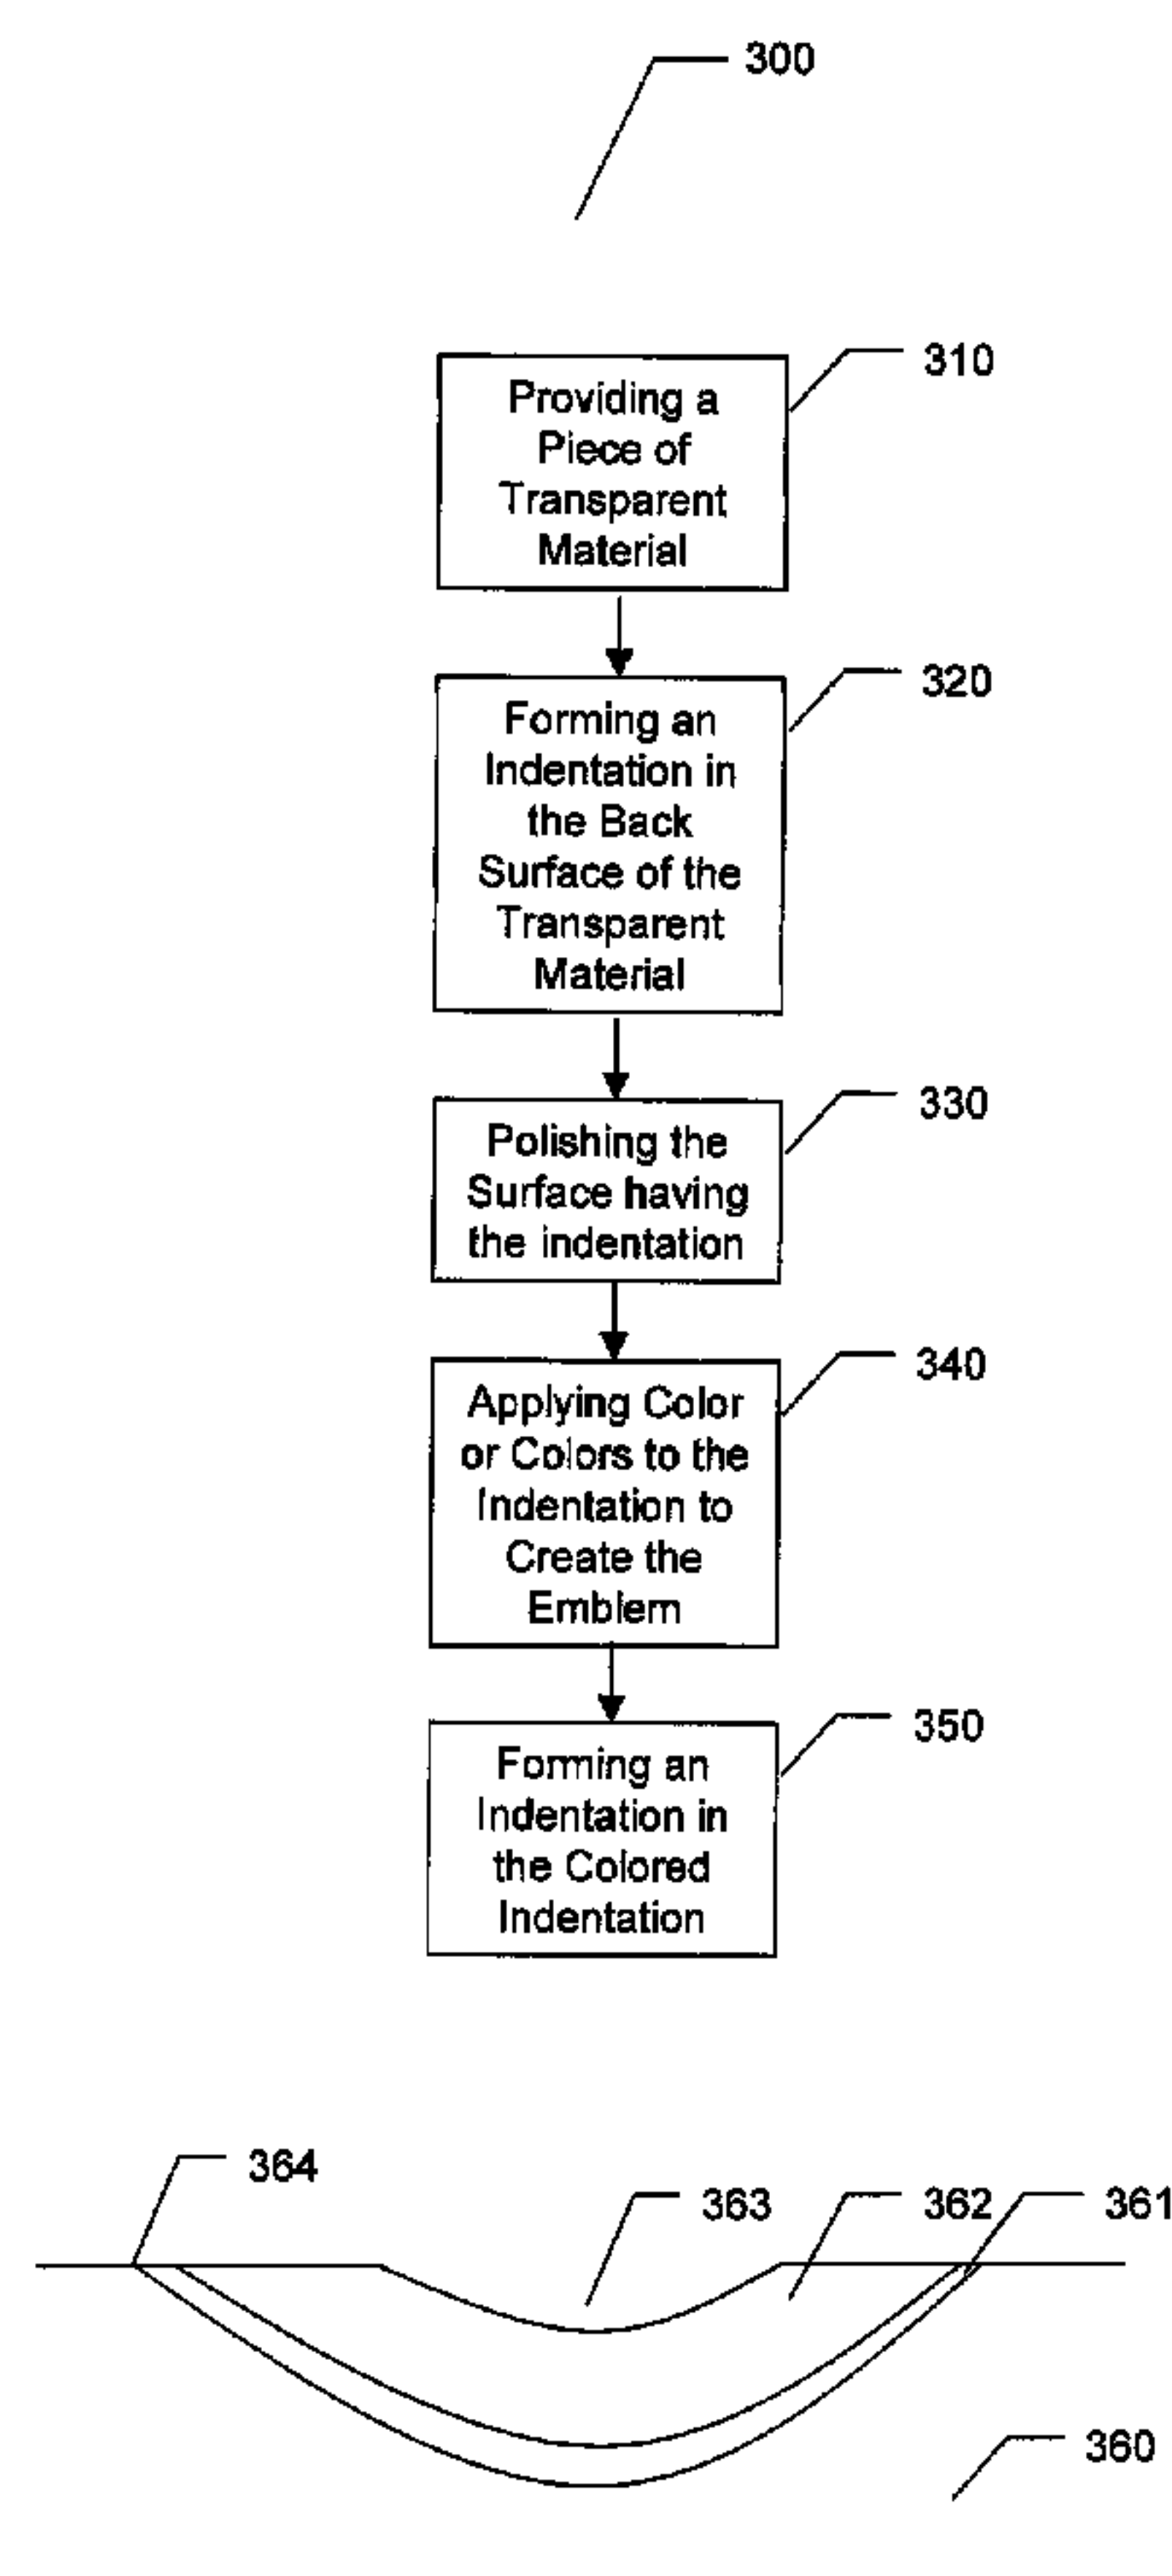 300
310
Providing a
Piece of
Transparent
Material
320
Forming an
Indentation in
the Back
Surface of the
Transparent
Material
330
Polishing the
Surface having
the indentation
340
Applying Color
or Colors to the
Indentation to
Create the
Emblem
350
Forming an
Indentation in
the Colored
Indentation
364
363
362
361
360